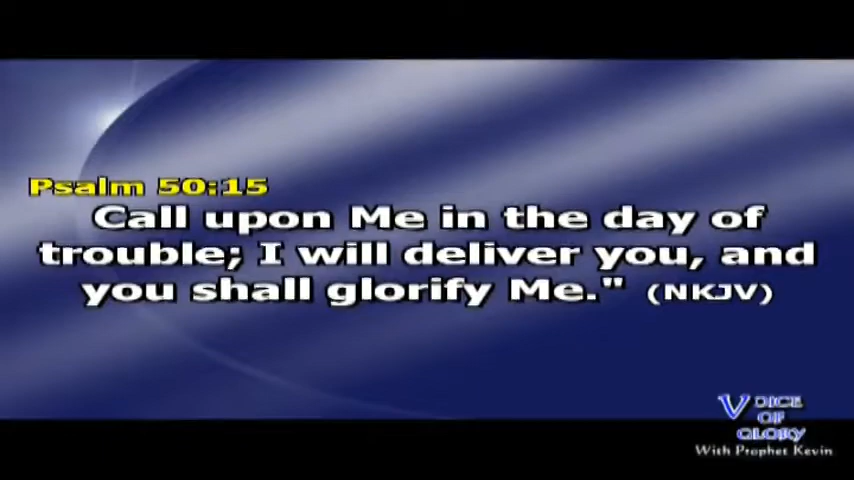 Psalm 50:15
Call upon Me in the day of
trouble; I will deliver you, and
you shall glorify Me." (NKJV)
VOICE
OF
GLORY
With Prophet Kevin